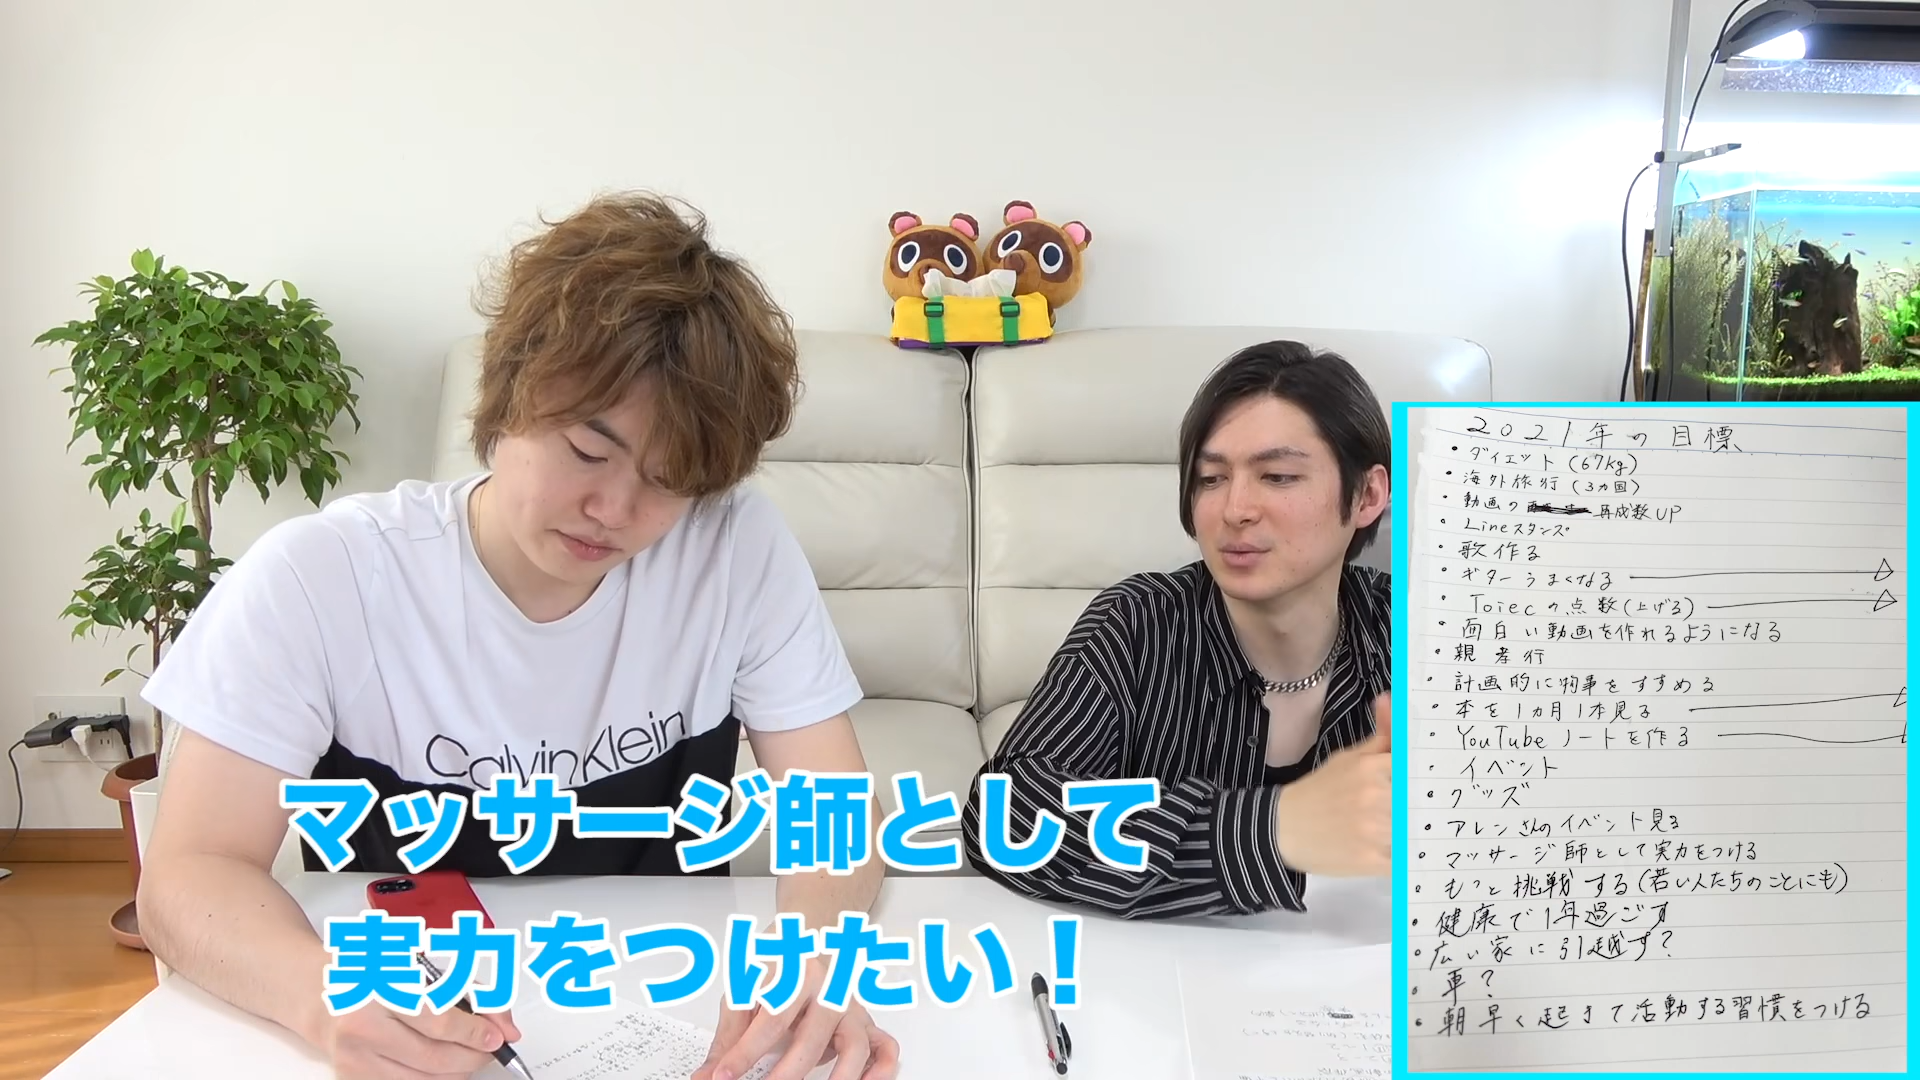 Calvin Klein
マッサージ師として
実力をつけたい！
2021年の目標
・ダイエット(67kg)
・海外旅行(3ヵ国)
・動画の 再成数UP
・Lineスタンプ
・歌作る
・ギターうまくなる
・Toiecの点数(上げる)
・面白い動画を作れるようになる
・親孝行
・計画的に物事をすすめる
・本を1ヵ月1本見る
・YouTubeノートを作る
・イベント
・グッズ
・アレンさんのイベント見る
・マッサージ師として実力をつける
・もっと挑戦する(若い人たちのことにも)
・健康で1年過ごす
・広い家に引越す？
・車？
・朝早く起きて活動する習慣をつける